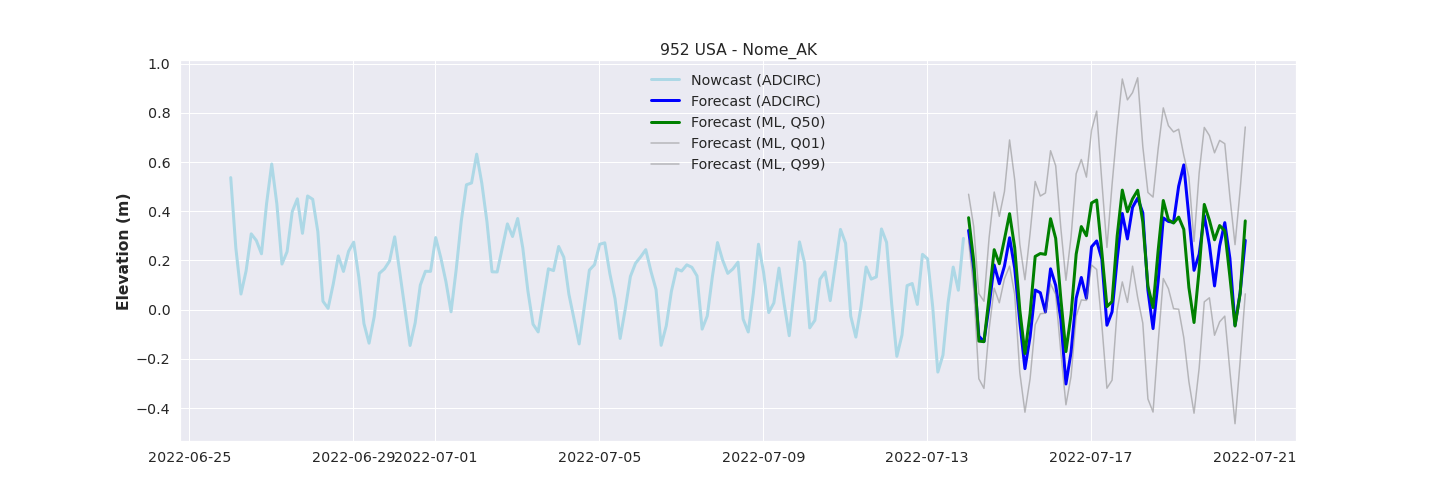 952 USA - Nome_AK
Nowcast (ADCIRC)
Forecast (ADCIRC)
Forecast (ML, Q50)
Forecast (ML, Q01)
Forecast (ML, Q99)
Elevation (m)
1.0
0.8
0.6
0.4
0.2
0.0
−0.2
−0.4
2022-06-25 2022-06-29 2022-07-01 2022-07-05 2022-07-09 2022-07-13 2022-07-17 2022-07-21